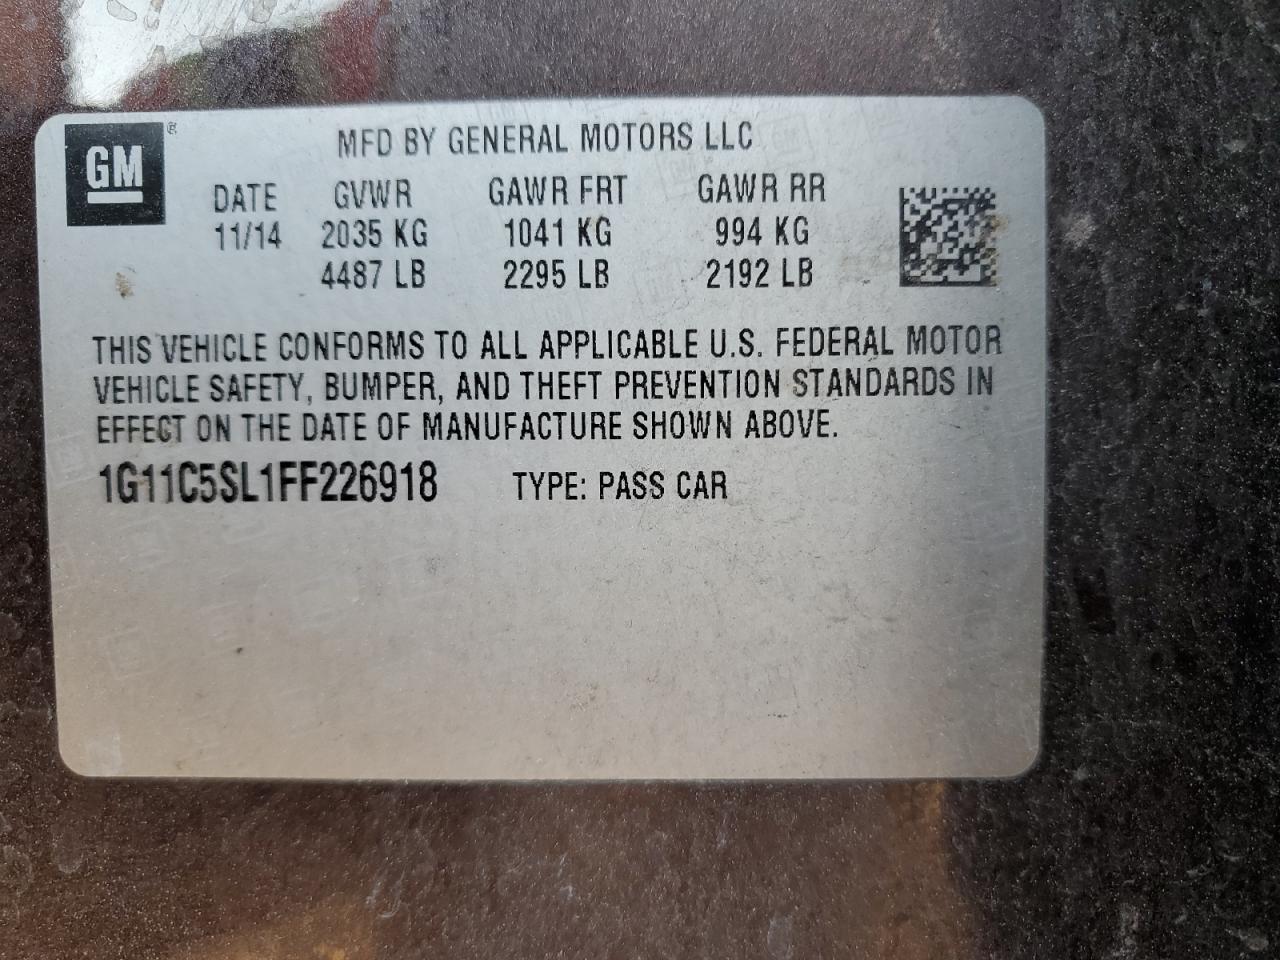 GM ®
MFD BY GENERAL MOTORS LLC
DATE GVWR GAWR FRT GAWR RR
11/14 2035 KG 1041 KG 994 KG
4487 LB 2295 LB 2192 LB
THIS VEHICLE CONFORMS TO ALL APPLICABLE U.S. FEDERAL MOTOR
VEHICLE SAFETY, BUMPER, AND THEFT PREVENTION STANDARDS IN
EFFECT ON THE DATE OF MANUFACTURE SHOWN ABOVE.
1G11C5SL1FF226918 TYPE: PASS CAR